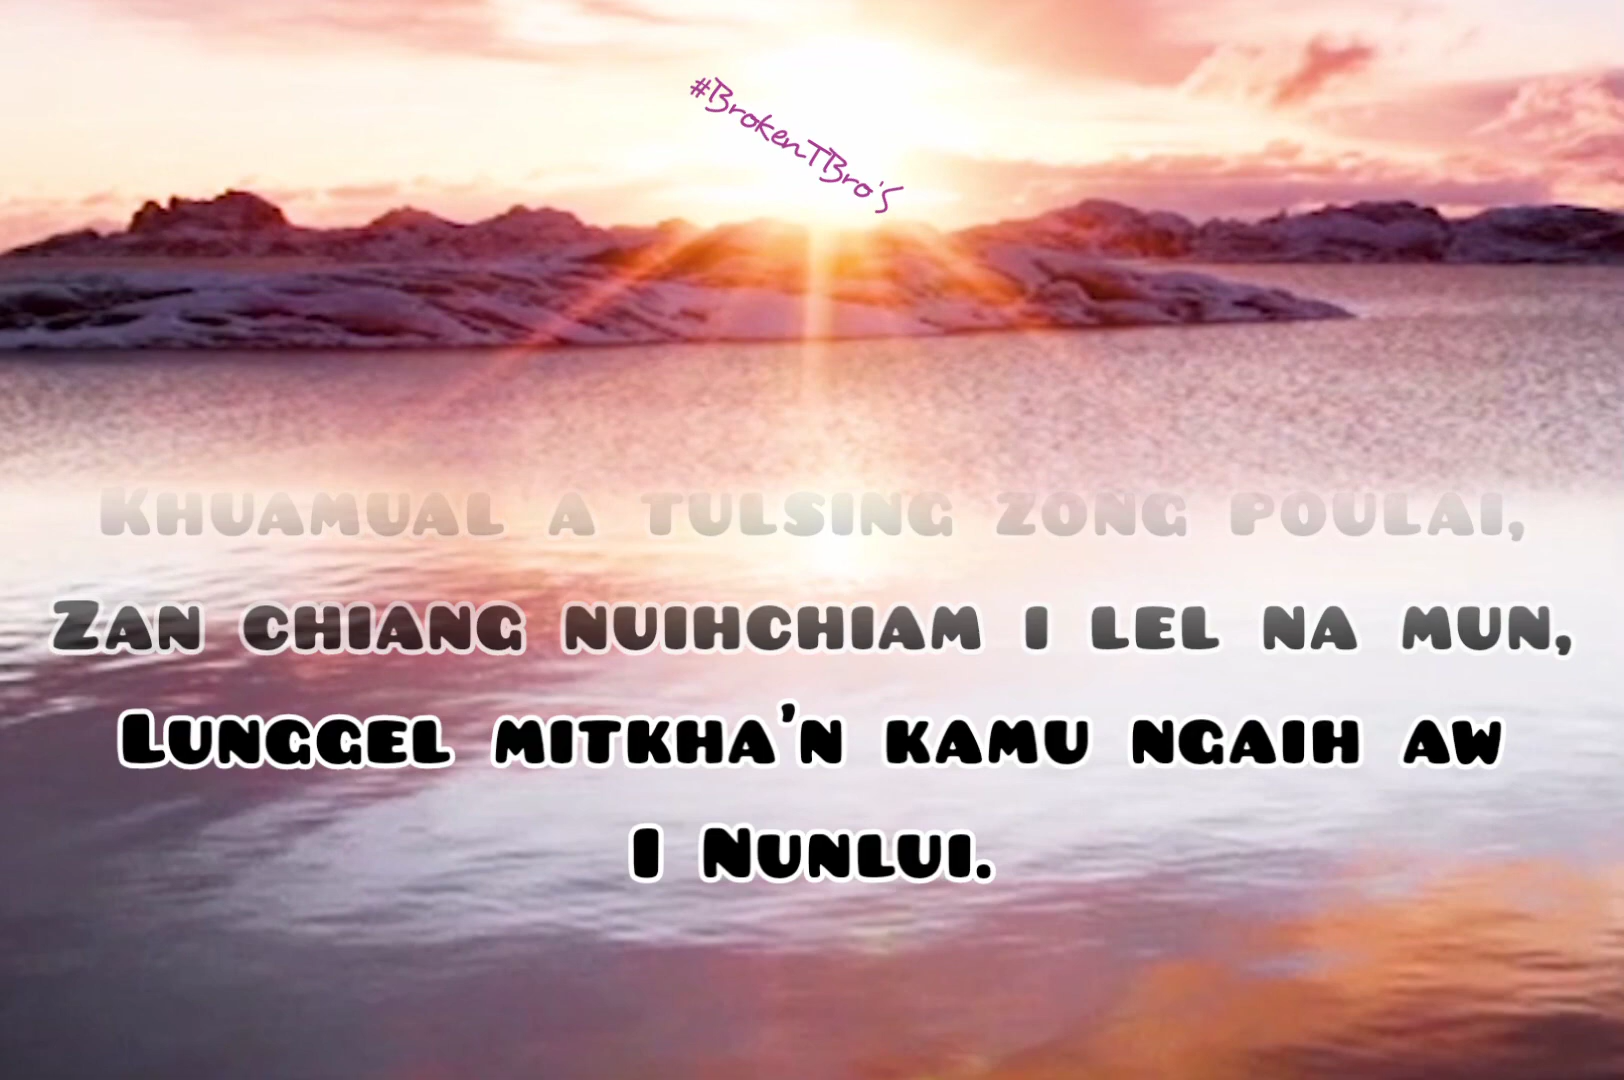 #BrokenTBro's
Khuamual a tulsing zong poulai,
Zan chiang nuihchiam i lel na mun,
Lunggel mitkha'n kamu ngaih aw
I Nunlui.